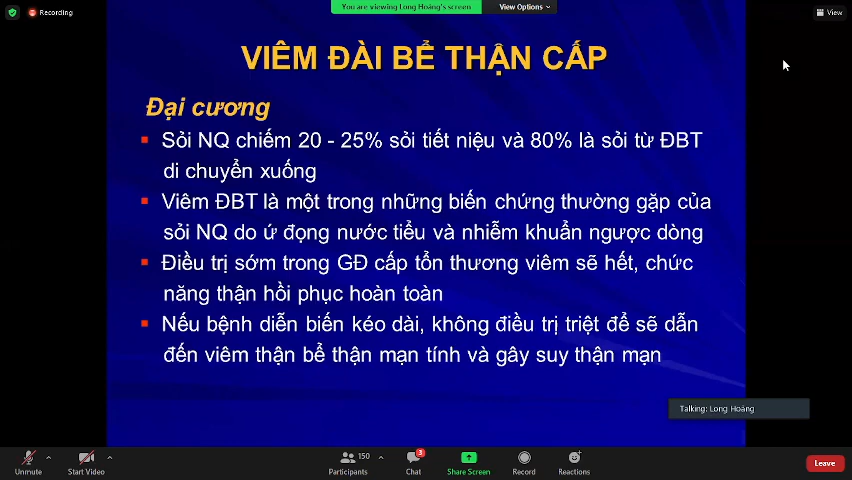 Recording
You are viewing Long Hoàng's screen
View Options
View
VIÊM ĐÀI BỂ THẬN CẤP
Đại cương
Sỏi NQ chiếm 20 - 25% sỏi tiết niệu và 80% là sỏi từ ĐBT
di chuyển xuống
Viêm ĐBT là một trong những biến chứng thường gặp của
sỏi NQ do ứ đọng nước tiểu và nhiễm khuẩn ngược dòng
Điều trị sớm trong GĐ cấp tổn thương viêm sẽ hết, chức
năng thận hồi phục hoàn toàn
Nếu bệnh diễn biến kéo dài, không điều trị triệt để sẽ dẫn
đến viêm thận bể thận mạn tính và gây suy thận mạn
Talking: Long Hoàng
150
3
Unmute
Start Video
Participants
Chat
Share Screen
Record
Reactions
Leave